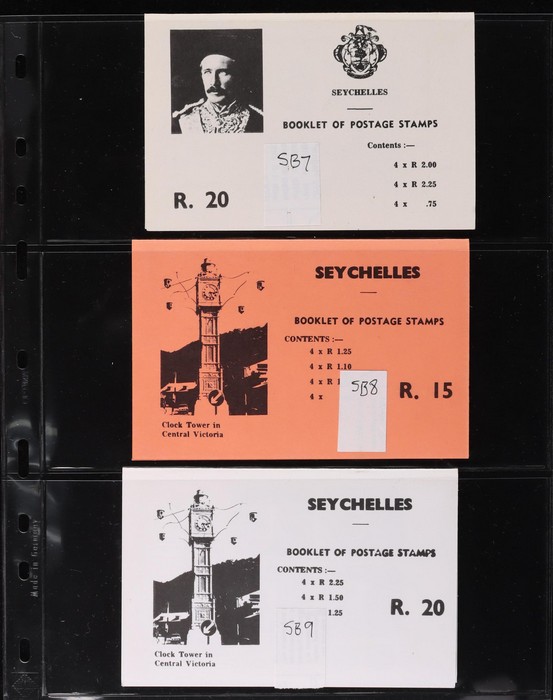 SEYCHELLES
BOOKLET OF POSTAGE STAMPS
Contents :—
4 x R 2.00
4 x R 2.25
4 x .75
SB7
R. 20
SEYCHELLES
BOOKLET OF POSTAGE STAMPS
CONTENTS :—
4 x R 1.25
4 x R 1.10
4 x R 1
4 x
SB8
R. 15
Clock Tower in
Central Victoria
SEYCHELLES
BOOKLET OF POSTAGE STAMPS
CONTENTS :—
4 x R 2.25
4 x R 1.50
1.25
SB9
R. 20
Clock Tower in
Central Victoria
Made in Germany